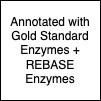 Annotated with
Gold Standard
Enzymes +
REBASE
Enzymes